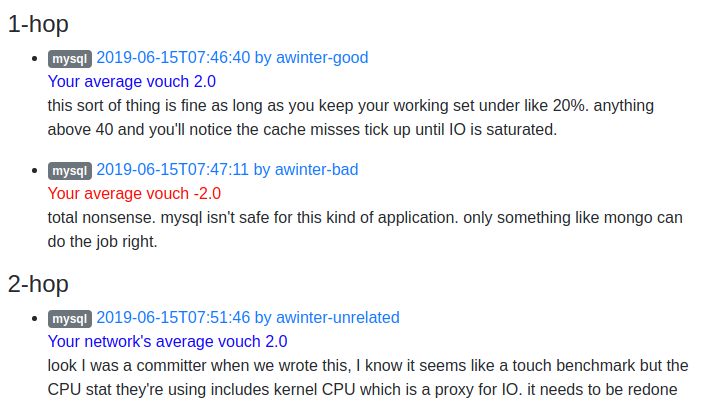 1-hop
mysql 2019-06-15T07:46:40 by awinter-good
Your average vouch 2.0
this sort of thing is fine as long as you keep your working set under like 20%. anything
above 40 and you'll notice the cache misses tick up until IO is saturated.
mysql 2019-06-15T07:47:11 by awinter-bad
Your average vouch -2.0
total nonsense. mysql isn't safe for this kind of application. only something like mongo can
do the job right.
2-hop
mysql 2019-06-15T07:51:46 by awinter-unrelated
Your network's average vouch 2.0
look I was a committer when we wrote this, I know it seems like a touch benchmark but the
CPU stat they're using includes kernel CPU which is a proxy for IO. it needs to be redone